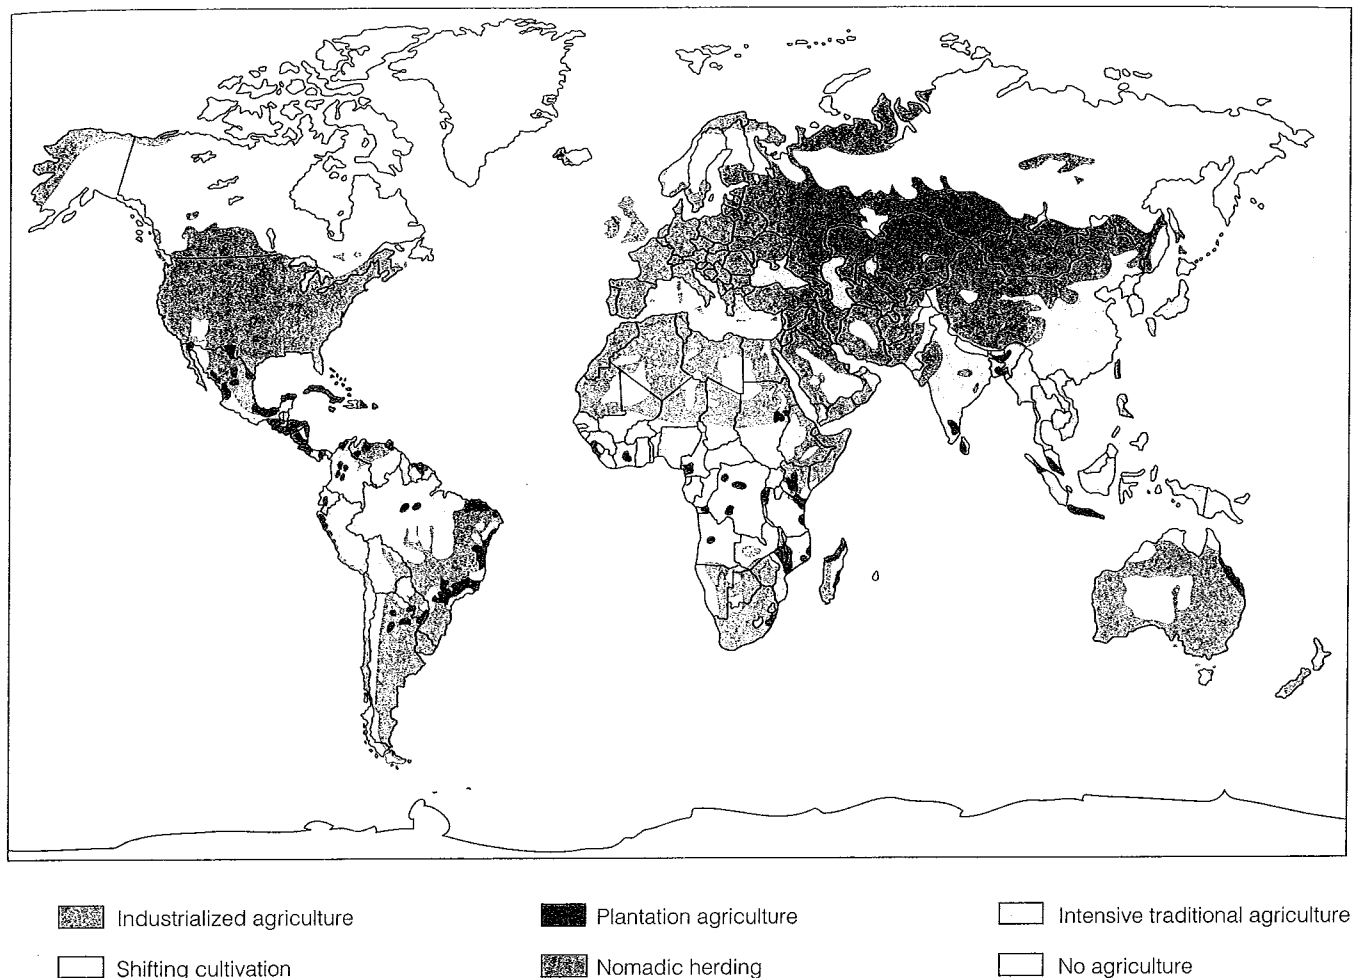 Industrialized agriculture
Plantation agriculture
Intensive traditional agriculture
Shifting cultivation
Nomadic herding
No agriculture